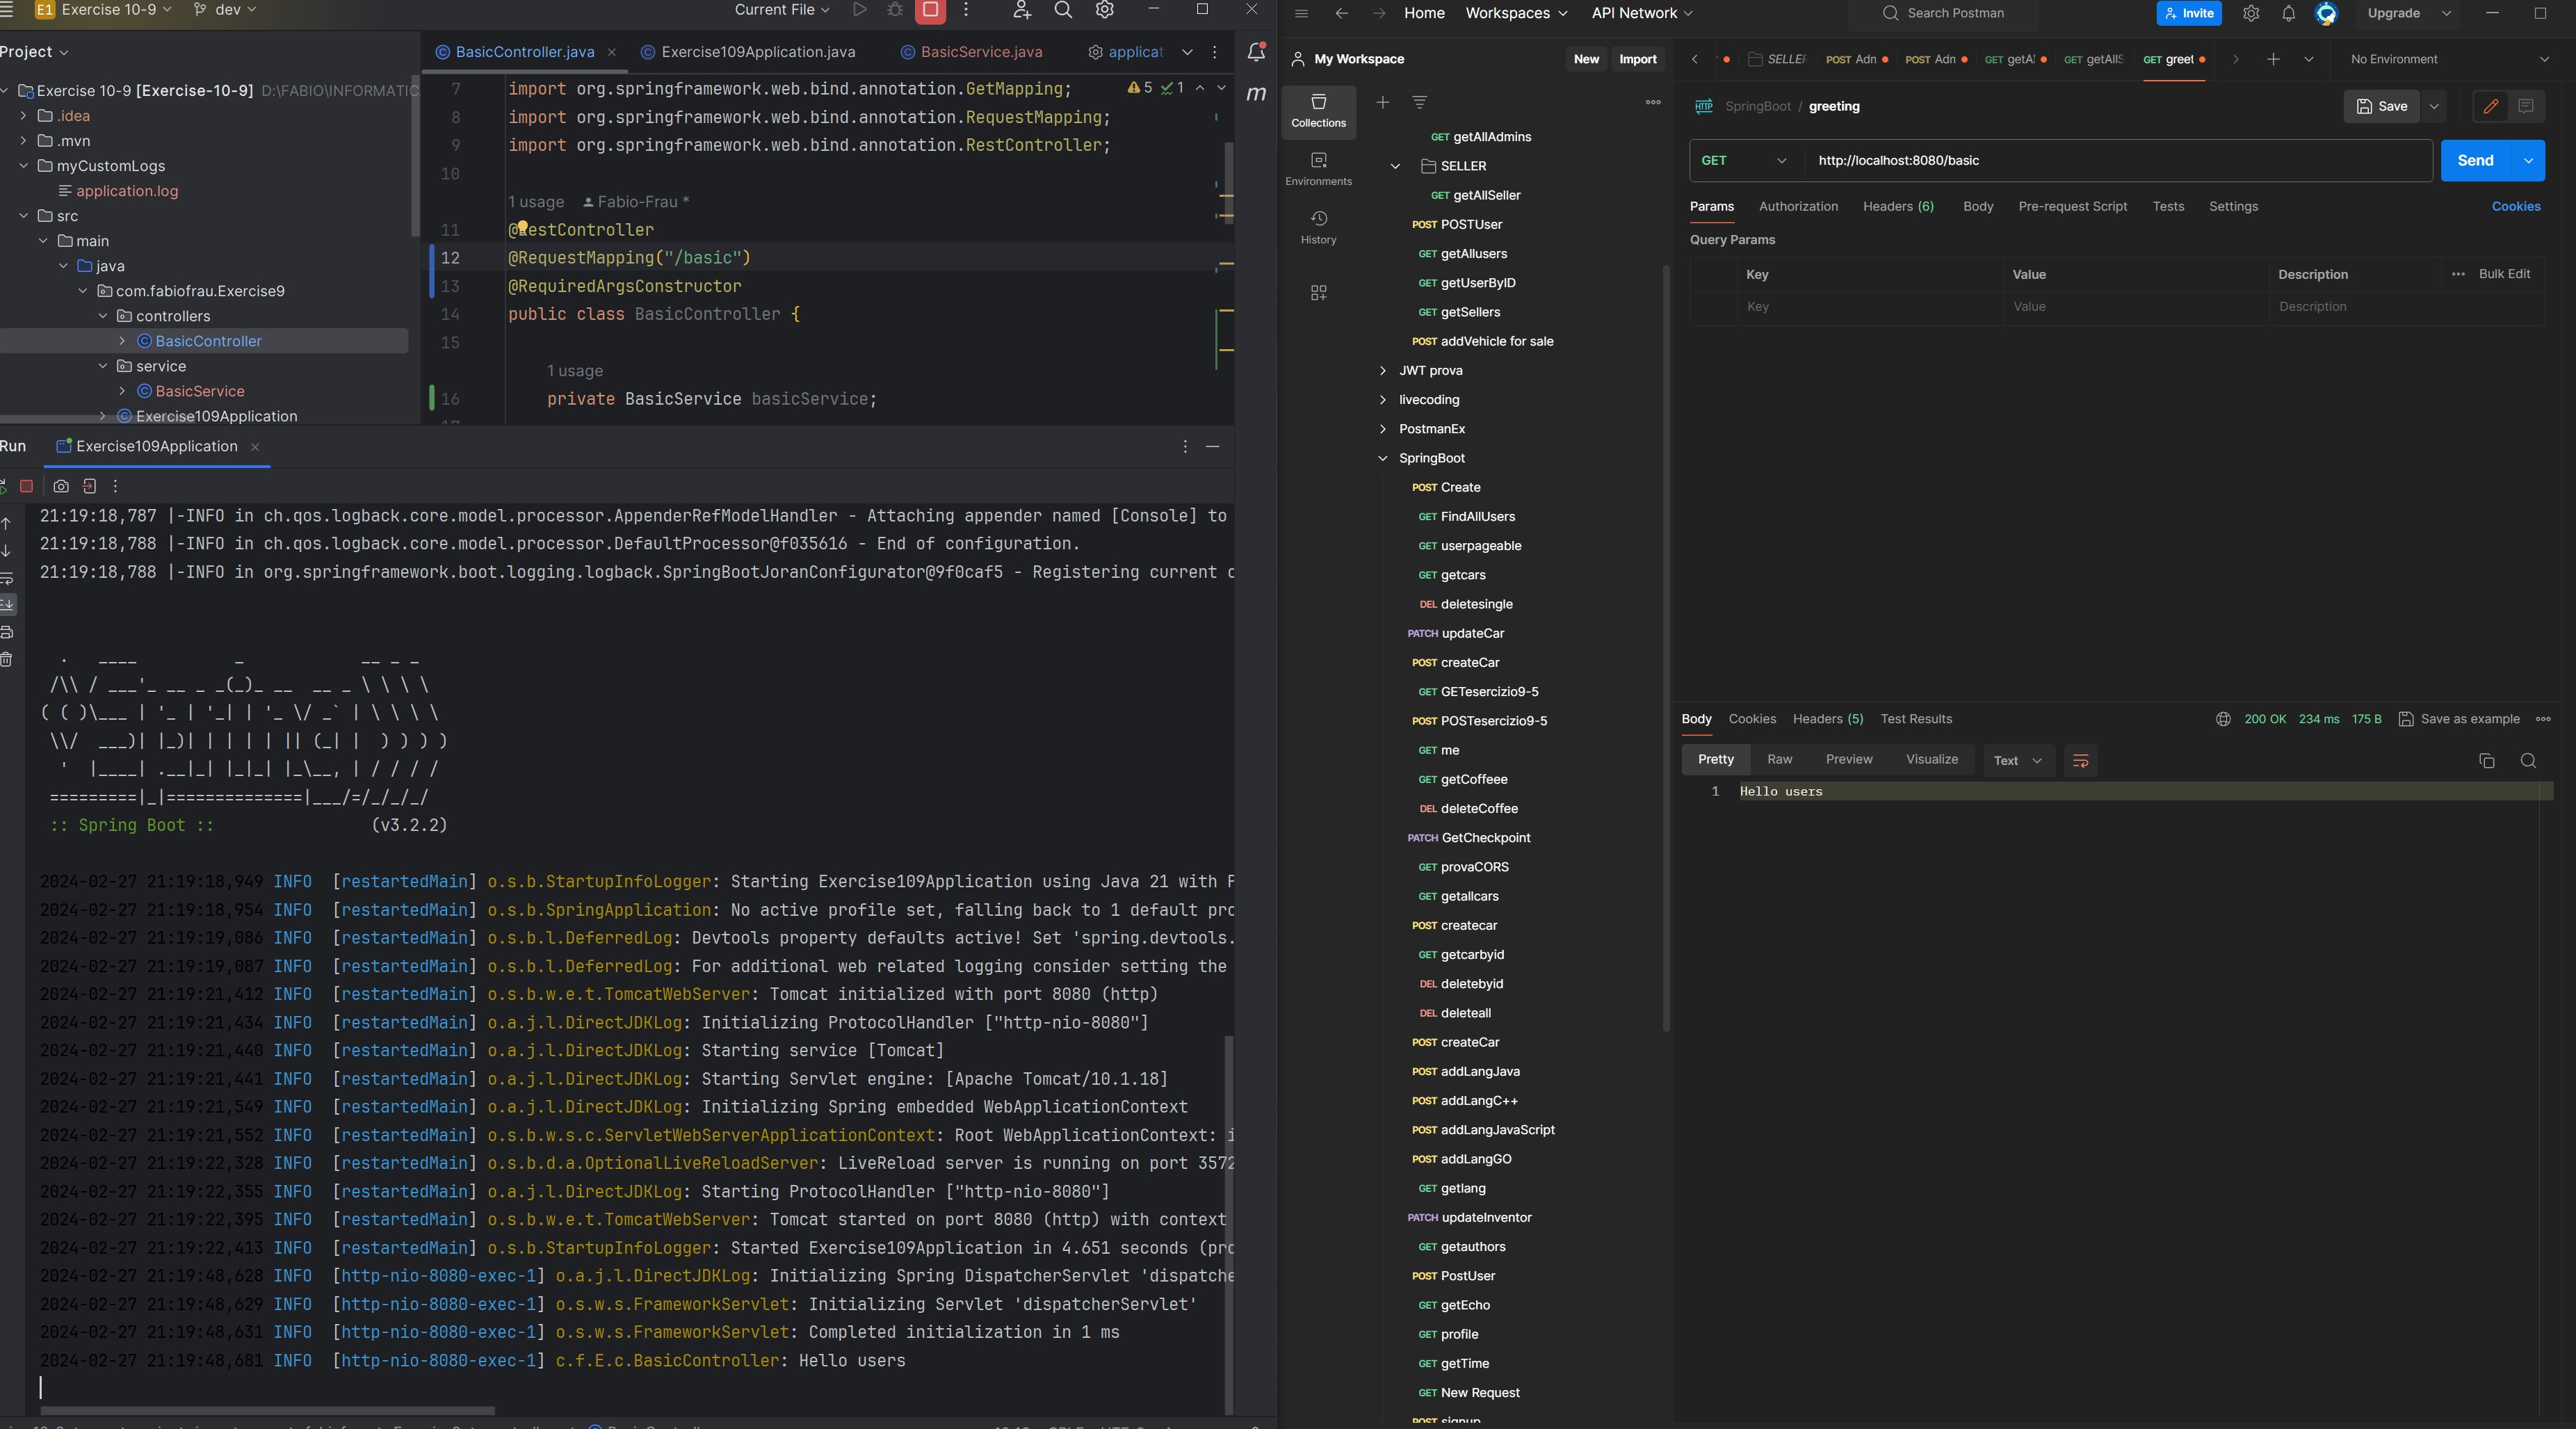 E1 Exercise 10-9 dev Current File
Project
Exercise 10-9 [Exercise-10-9] D:\FABIO\INFORMATIC
.idea
.mvn
myCustomLogs
application.log
src
main
java
com.fabiofrau.Exercise9
controllers
BasicController
service
BasicService
Exercise109Application
BasicController.java Exercise109Application.java BasicService.java applicat
5 1
7 import org.springframework.web.bind.annotation.GetMapping;
8 import org.springframework.web.bind.annotation.RequestMapping;
9 import org.springframework.web.bind.annotation.RestController;
10
1 usage Fabio-Frau *
11 @RestController
12 @RequestMapping("/basic")
13 @RequiredArgsConstructor
14 public class BasicController {
15
1 usage
16 private BasicService basicService;
Run Exercise109Application
21:19:18,787 |-INFO in ch.qos.logback.core.model.processor.AppenderRefModelHandler - Attaching appender named [Console] to
21:19:18,788 |-INFO in ch.qos.logback.core.model.processor.DefaultProcessor@f035616 - End of configuration.
21:19:18,788 |-INFO in org.springframework.boot.logging.logback.SpringBootJoranConfigurator@9f0caf5 - Registering current c
:: Spring Boot :: (v3.2.2)
2024-02-27 21:19:18,949 INFO [restartedMain] o.s.b.StartupInfoLogger: Starting Exercise109Application using Java 21 with P
2024-02-27 21:19:18,954 INFO [restartedMain] o.s.b.SpringApplication: No active profile set, falling back to 1 default pro
2024-02-27 21:19:19,086 INFO [restartedMain] o.s.b.l.DeferredLog: Devtools property defaults active! Set 'spring.devtools.
2024-02-27 21:19:19,087 INFO [restartedMain] o.s.b.l.DeferredLog: For additional web related logging consider setting the
2024-02-27 21:19:21,412 INFO [restartedMain] o.s.b.w.e.t.TomcatWebServer: Tomcat initialized with port 8080 (http)
2024-02-27 21:19:21,434 INFO [restartedMain] o.a.j.l.DirectJDKLog: Initializing ProtocolHandler ["http-nio-8080"]
2024-02-27 21:19:21,440 INFO [restartedMain] o.a.j.l.DirectJDKLog: Starting service [Tomcat]
2024-02-27 21:19:21,441 INFO [restartedMain] o.a.j.l.DirectJDKLog: Starting Servlet engine: [Apache Tomcat/10.1.18]
2024-02-27 21:19:21,549 INFO [restartedMain] o.a.j.l.DirectJDKLog: Initializing Spring embedded WebApplicationContext
2024-02-27 21:19:21,552 INFO [restartedMain] o.s.b.w.s.c.ServletWebServerApplicationContext: Root WebApplicationContext: i
2024-02-27 21:19:22,328 INFO [restartedMain] o.s.b.d.a.OptionalLiveReloadServer: LiveReload server is running on port 3572
2024-02-27 21:19:22,355 INFO [restartedMain] o.a.j.l.DirectJDKLog: Starting ProtocolHandler ["http-nio-8080"]
2024-02-27 21:19:22,395 INFO [restartedMain] o.s.b.w.e.t.TomcatWebServer: Tomcat started on port 8080 (http) with context
2024-02-27 21:19:22,413 INFO [restartedMain] o.s.b.StartupInfoLogger: Started Exercise109Application in 4.651 seconds (pro
2024-02-27 21:19:48,628 INFO [http-nio-8080-exec-1] o.a.j.l.DirectJDKLog: Initializing Spring DispatcherServlet 'dispatche
2024-02-27 21:19:48,629 INFO [http-nio-8080-exec-1] o.s.w.s.FrameworkServlet: Initializing Servlet 'dispatcherServlet'
2024-02-27 21:19:48,631 INFO [http-nio-8080-exec-1] o.s.w.s.FrameworkServlet: Completed initialization in 1 ms
2024-02-27 21:19:48,681 INFO [http-nio-8080-exec-1] c.f.E.c.BasicController: Hello users
Home Workspaces API Network Search Postman Invite Upgrade
My Workspace New Import
Collections
Environments
History
GET getAllAdmins
SELLER
GET getAllSeller
POST POSTUser
GET getAllusers
GET getUserByID
GET getSellers
POST addVehicle for sale
JWT prova
livecoding
PostmanEx
SpringBoot
POST Create
GET FindAllUsers
GET userpageable
GET getcars
DEL deletesingle
PATCH updateCar
POST createCar
GET GETesercizio9-5
POST POSTesercizio9-5
GET me
GET getCoffeee
DEL deleteCoffee
PATCH GetCheckpoint
GET provaCORS
GET getallcars
POST createcar
GET getcarbyid
DEL deletebyid
DEL deleteall
POST createCar
POST addLangJava
POST addLangC++
POST addLangJavaScript
POST addLangGO
GET getlang
PATCH updateInventor
GET getauthors
POST PostUser
GET getEcho
GET profile
GET getTime
GET New Request
POST signup
SELLER POST Adn POST Adn GET getA GET getAllS GET greet No Environment
HTTP SpringBoot / greeting Save
GET http://localhost:8080/basic Send
Params Authorization Headers (6) Body Pre-request Script Tests Settings Cookies
Query Params
Key Value Description Bulk Edit
Key Value Description
Body Cookies Headers (5) Test Results 200 OK 234 ms 175 B Save as example
Pretty Raw Preview Visualize Text
1 Hello users